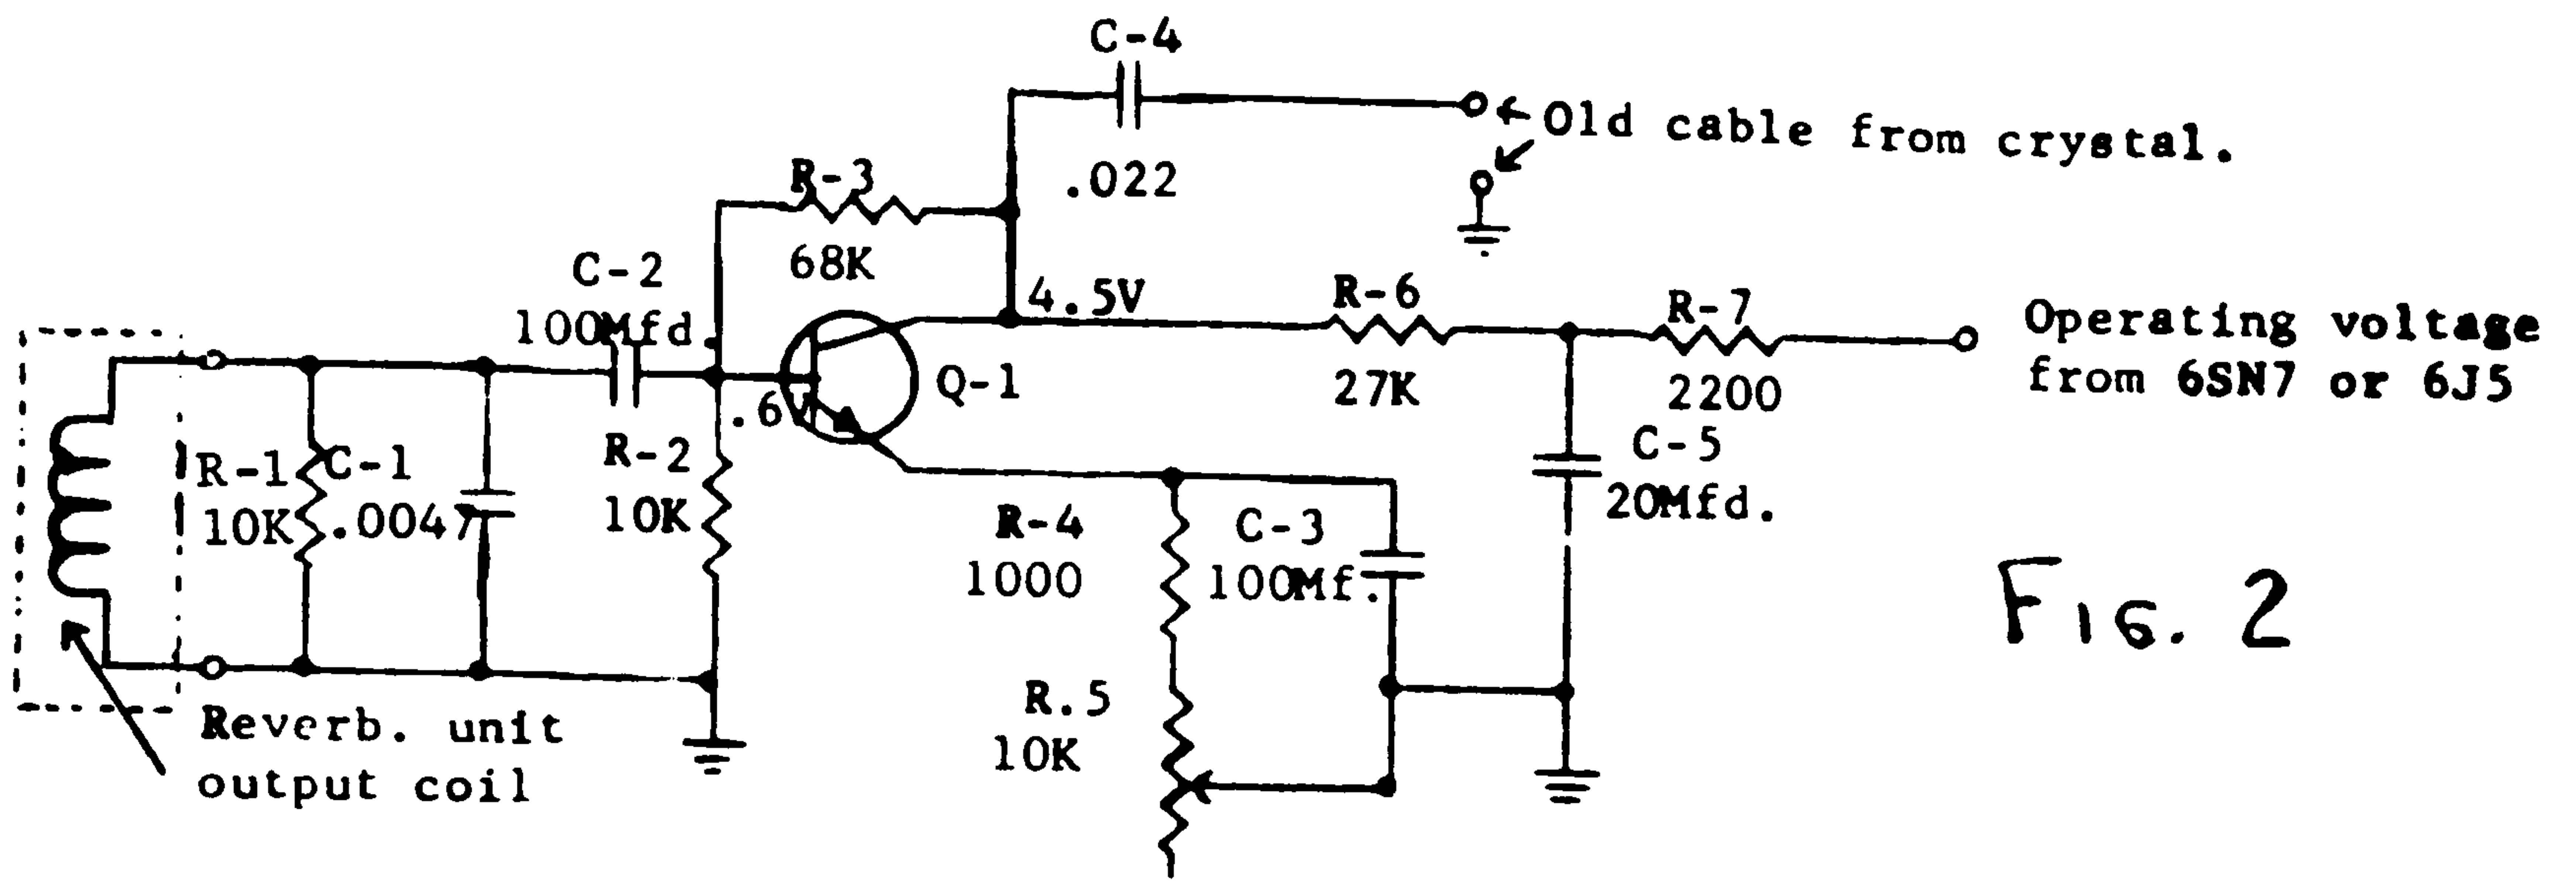 C-4
.022
Old cable from crystal.
R-3
68K
C-2
100Mfd.
4.5V
R-6
27K
R-7
2200
Operating voltage
from 6SN7 or 6J5
Q-1
.6V
R-1
10K
C-1
.0047
R-2
10K
R-4
1000
C-3
100Mf.
C-5
20Mfd.
R.5
10K
Reverb. unit
output coil
FIG. 2